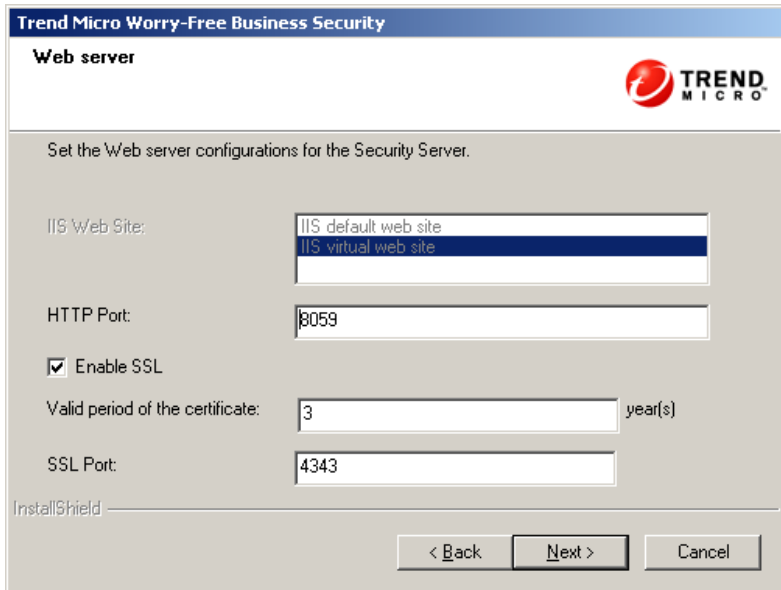 Trend Micro Worry-Free Business Security
Web server
TREND
MICRO™
Set the Web server configurations for the Security Server.
IIS Web Site:
IIS default web site
IIS virtual web site
HTTP Port:
8059
Enable SSL
Valid period of the certificate:
3
year(s)
SSL Port:
4343
InstallShield
< Back
Next >
Cancel